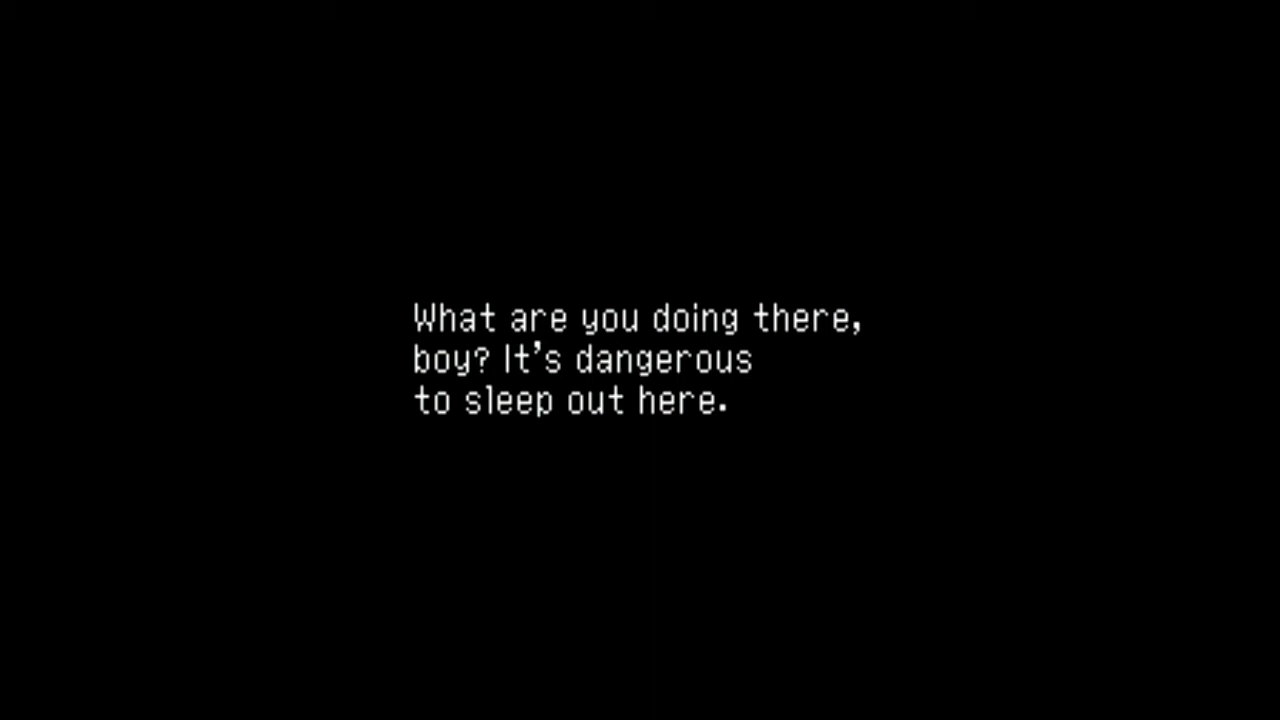 What are you doing there,
boy? It's dangerous
to sleep out here.